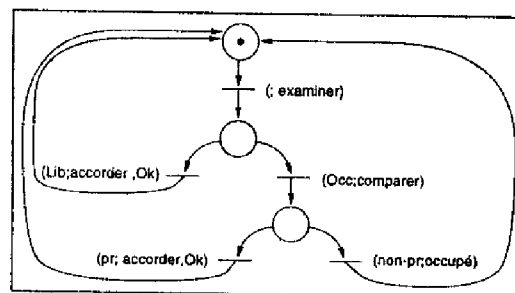 (: examiner)
(Lib;accorder ,Ok)
(Occ;comparer)
(pr; accorder,Ok)
(non-pr;occupé)